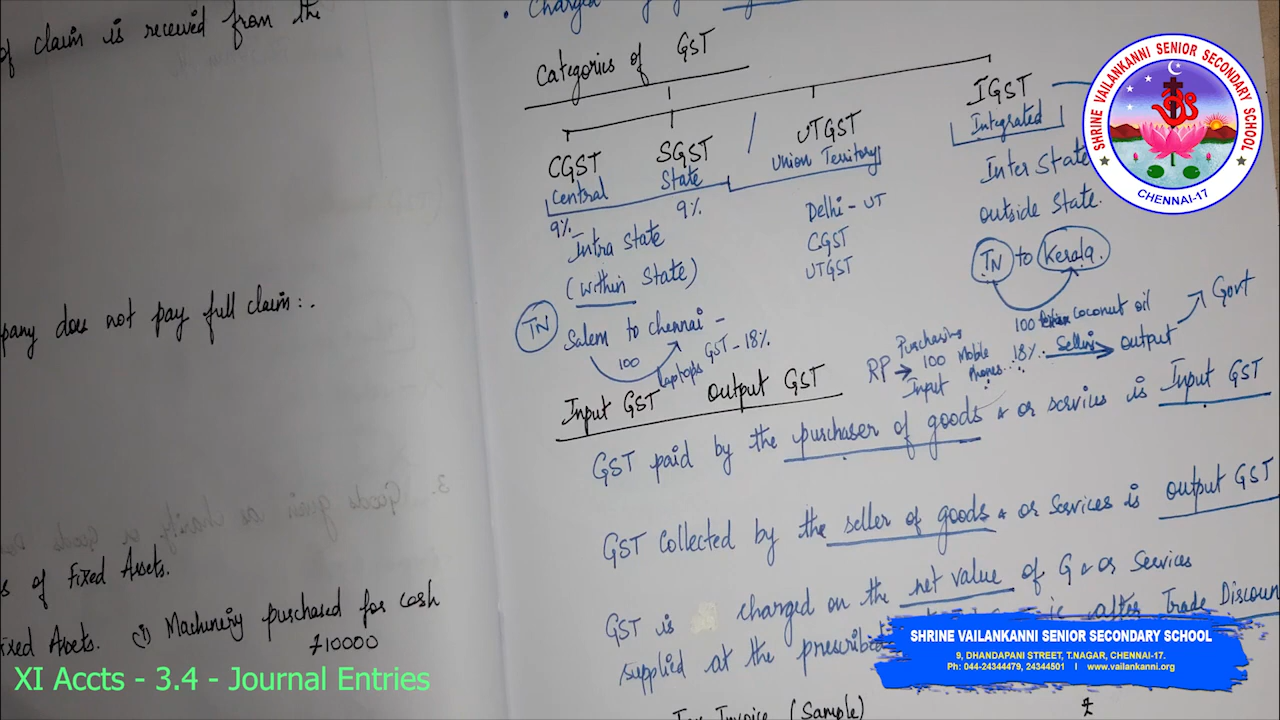 of claim is received from the
pany does not pay full claim:-
s of Fixed Assets.
ixed Assets. (i) Machinery purchased for cash
₹10000
Charged
Categories of GST
CGST
Central
9%
SGST
State
9%
/
UTGST
Union Territory
IGST
Integrated
Intra State
(within State)
Delhi - UT
CGST
UTGST
Inter State
outside State.
TN to Kerala.
TN
Salem to Chennai -
100
laptops GST - 18%
RP → Purchasing
100 Mobile Phones
Input
18%
100 coconut oil
Selling
output
Govt
Input GST Output GST
GST paid by the purchaser of goods & or services is Input GST
GST collected by the seller of goods & or services is output GST
GST is charged on the net value of G & or Services
supplied at the prescribed
ie after Trade Discoun
Tax Invoice (Sample)
₹
SHRINE VAILANKANNI SENIOR SECONDARY SCHOOL
CHENNAI-17
XI Accts - 3.4 - Journal Entries
SHRINE VAILANKANNI SENIOR SECONDARY SCHOOL
9, DHANDAPANI STREET, T.NAGAR, CHENNAI-17.
Ph: 044-24344479, 24344501 I www.vailankanni.org